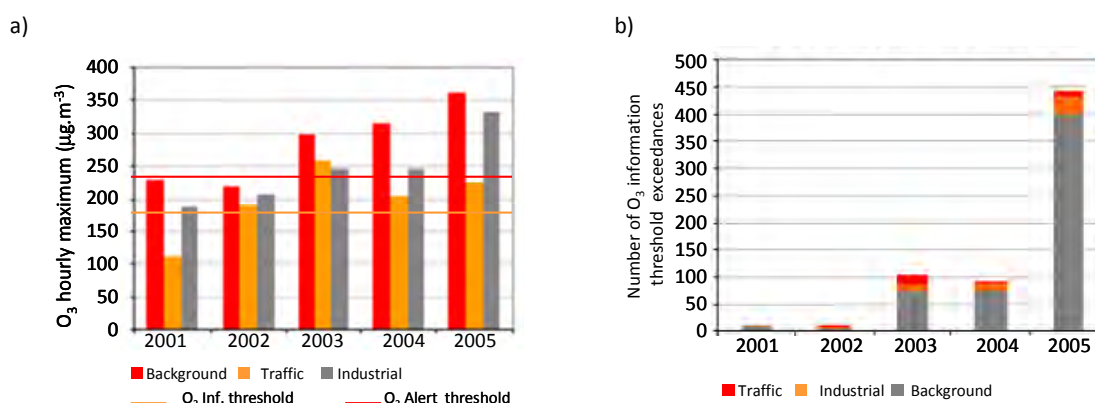 a)
O3 hourly maximum (µg.m-3)
400
350
300
250
200
150
100
50
0
2001 2002 2003 2004 2005
Background Traffic Industrial
O3 Inf. threshold O3 Alert threshold
b)
Number of O3 information
threshold exceedances
500
450
400
350
300
250
200
150
100
50
0
2001 2002 2003 2004 2005
Traffic Industrial Background